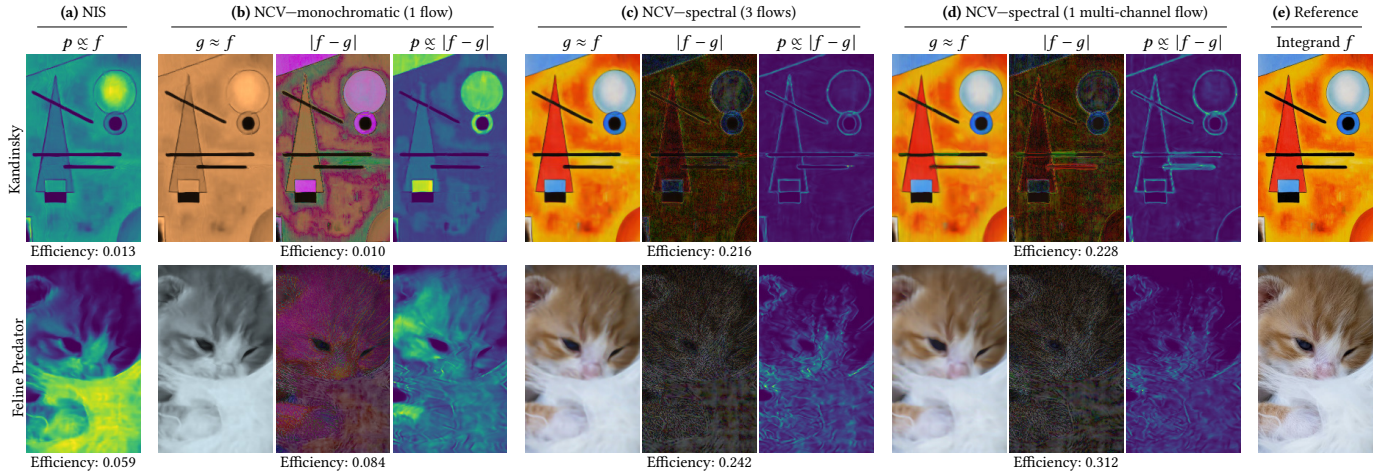 (a) NIS (b) NCV—monochromatic (1 flow) (c) NCV—spectral (3 flows) (d) NCV—spectral (1 multi-channel flow) (e) Reference
p ⪅ f g ≈ f |f − g| p ⪅ |f − g| g ≈ f |f − g| p ⪅ |f − g| g ≈ f |f − g| p ⪅ |f − g| Integrand f
Kandinsky
Efficiency: 0.013 Efficiency: 0.010 Efficiency: 0.216 Efficiency: 0.228
Feline Predator
Efficiency: 0.059 Efficiency: 0.084 Efficiency: 0.242 Efficiency: 0.312